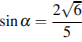 sin α = 2√6/5